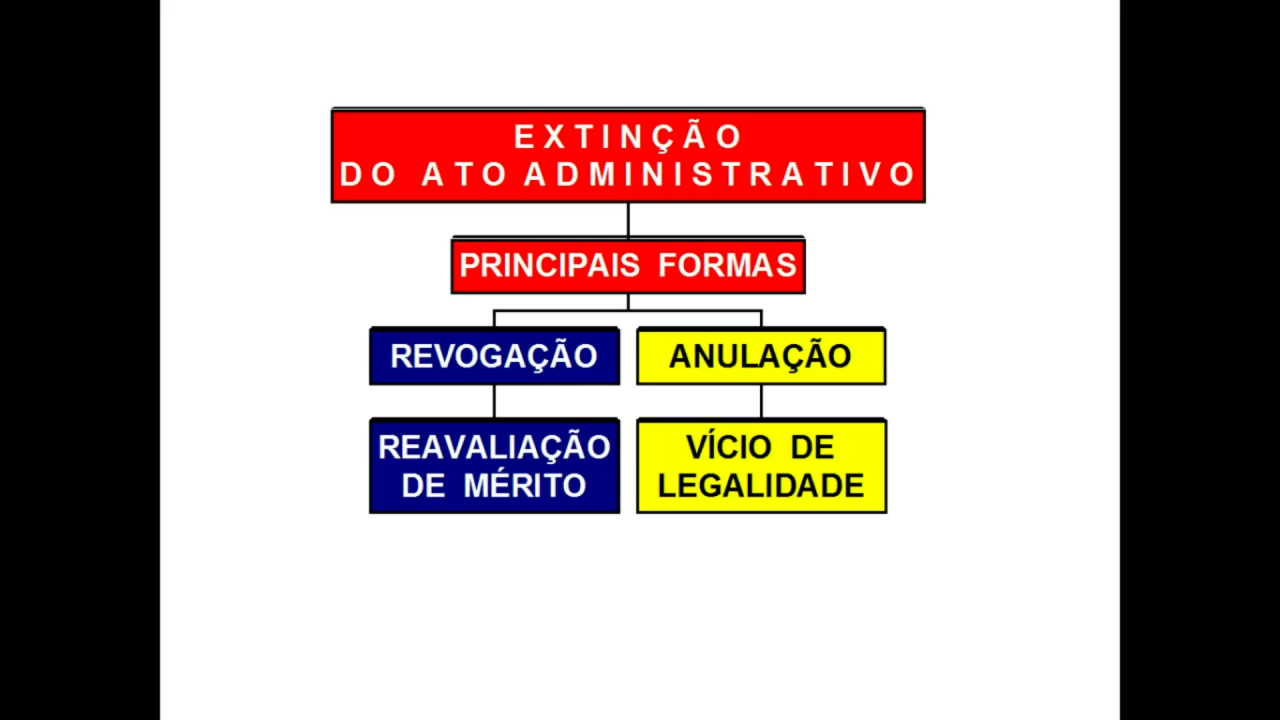 EXTINÇÃO
DO ATO ADMINISTRATIVO
PRINCIPAIS FORMAS
REVOGAÇÃO
ANULAÇÃO
REAVALIAÇÃO
DE MÉRITO
VÍCIO DE
LEGALIDADE